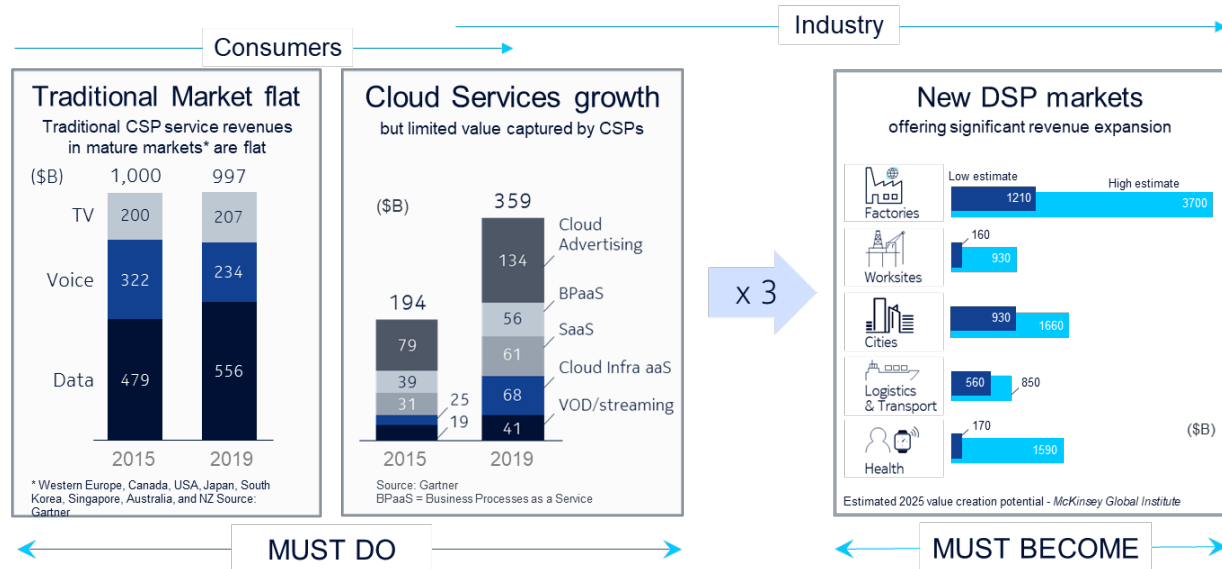 Consumers
Industry
Traditional Market flat
Traditional CSP service revenues
in mature markets* are flat
($B)
1,000
997
TV
200
207
Voice
322
234
Data
479
556
2015
2019
* Western Europe, Canada, USA, Japan, South
Korea, Singapore, Australia, and NZ Source:
Gartner
Cloud Services growth
but limited value captured by CSPs
($B)
194
359
79
39
31
25
19
134
56
61
68
41
Cloud
Advertising
BPaaS
SaaS
Cloud Infra aaS
VOD/streaming
2015
2019
Source: Gartner
BPaaS = Business Processes as a Service
x 3
New DSP markets
offering significant revenue expansion
Low estimate
High estimate
Factories
1210
3700
Worksites
160
930
Cities
930
1660
Logistics
& Transport
560
850
Health
170
1590
($B)
Estimated 2025 value creation potential - McKinsey Global Institute
MUST DO
MUST BECOME